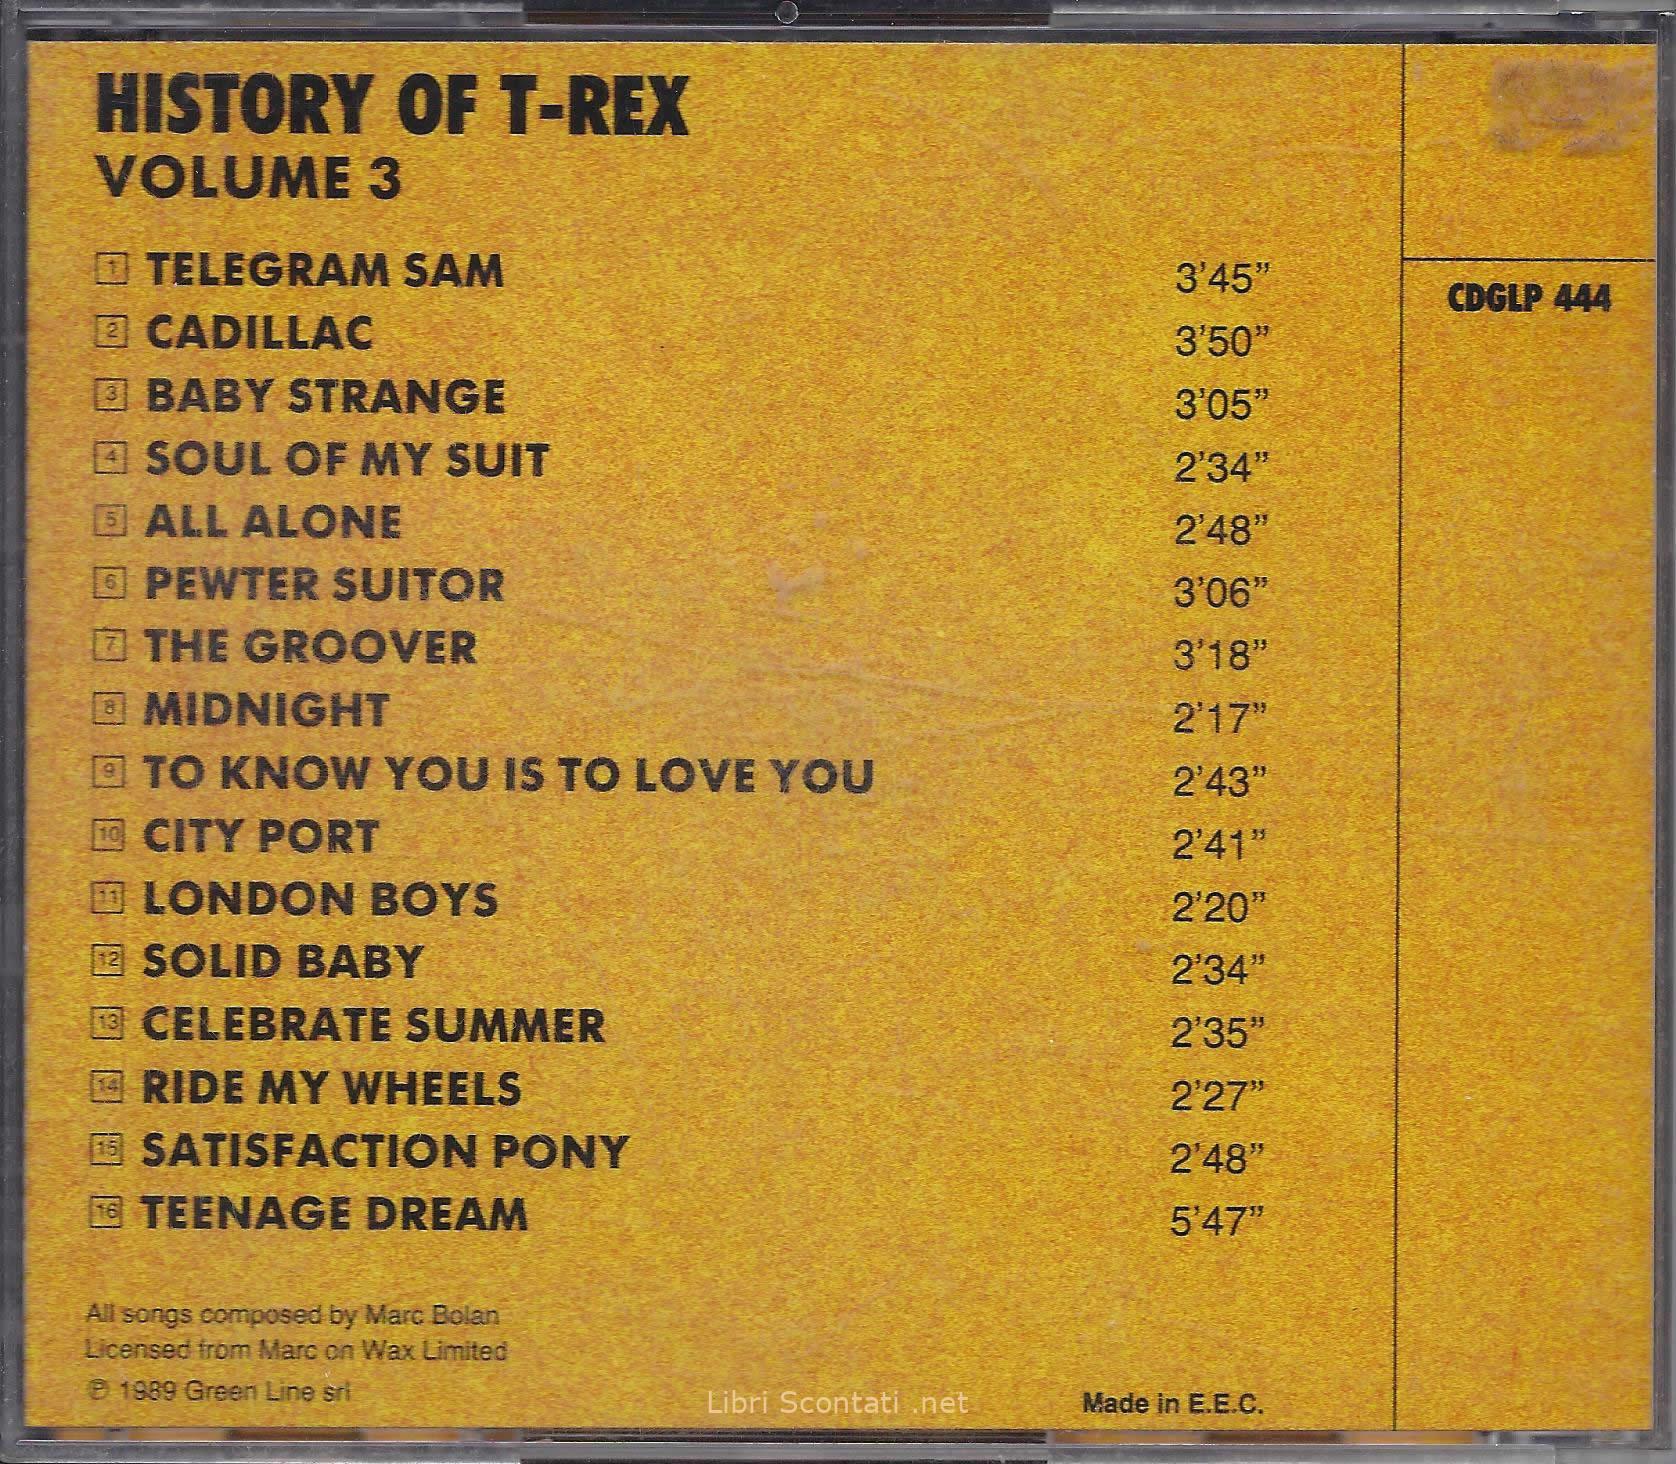 HISTORY OF T-REX
VOLUME 3
1 TELEGRAM SAM 3'45"
2 CADILLAC 3'50"
3 BABY STRANGE 3'05"
4 SOUL OF MY SUIT 2'34"
5 ALL ALONE 2'48"
6 PEWTER SUITOR 3'06"
7 THE GROOVER 3'18"
8 MIDNIGHT 2'17"
9 TO KNOW YOU IS TO LOVE YOU 2'43"
10 CITY PORT 2'41"
11 LONDON BOYS 2'20"
12 SOLID BABY 2'34"
13 CELEBRATE SUMMER 2'35"
14 RIDE MY WHEELS 2'27"
15 SATISFACTION PONY 2'48"
16 TEENAGE DREAM 5'47"
All songs composed by Marc Bolan
Licensed from Marc on Wax Limited
℗ 1989 Green Line srl
Libri Scontati .net
Made in E.E.C.
CDGLP 444